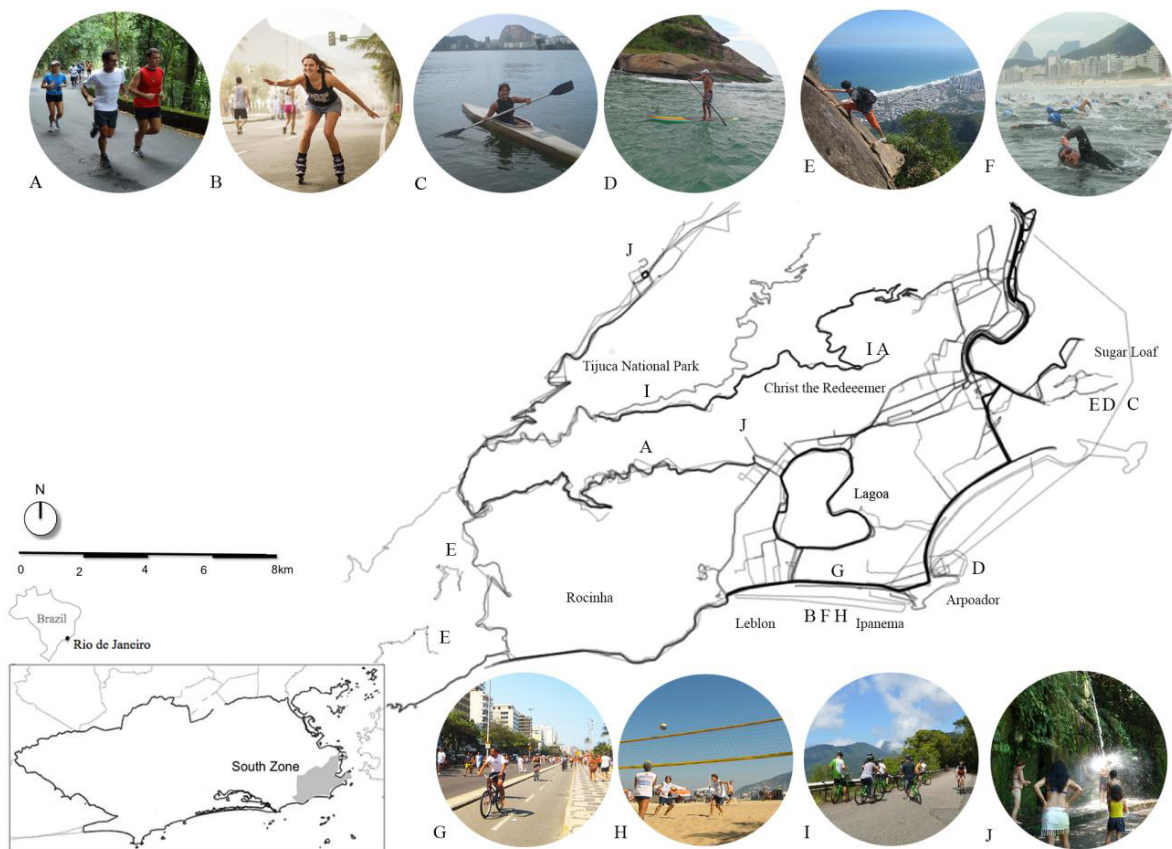 A
B
C
D
E
F
J
I A
Sugar Loaf
Tijuca National Park
Christ the Redeeemer
I
E D C
J
A
Lagoa
N
0 2 4 6 8km
E
G
D
Rocinha
Arpoador
B F H
Leblon
Ipanema
Brazil
Rio de Janeiro
E
South Zone
G
H
I
J